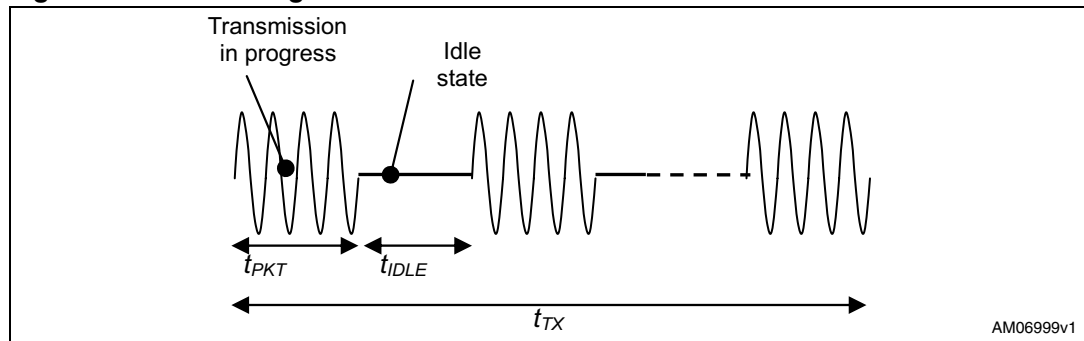 Transmission
in progress
Idle
state
tPKT
tIDLE
tTX
AM06999v1